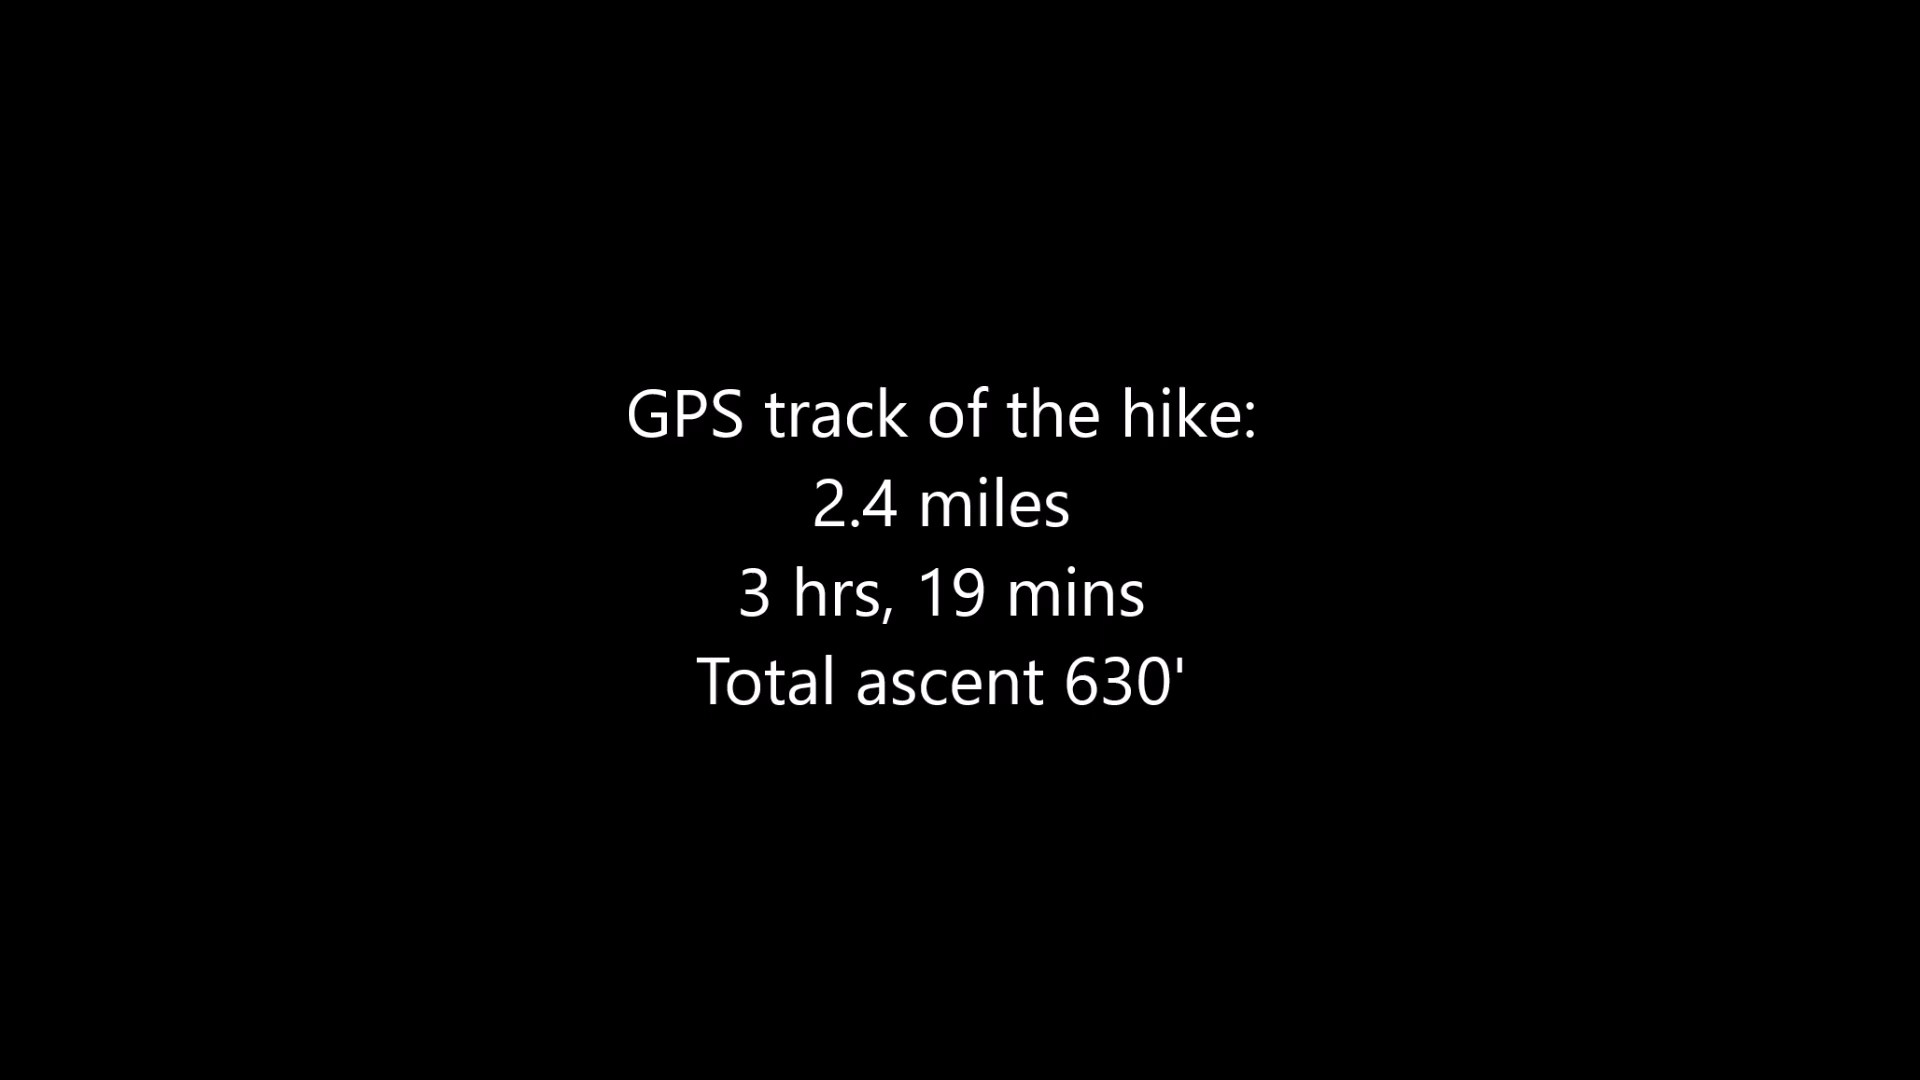 GPS track of the hike:
2.4 miles
3 hrs, 19 mins
Total ascent 630'